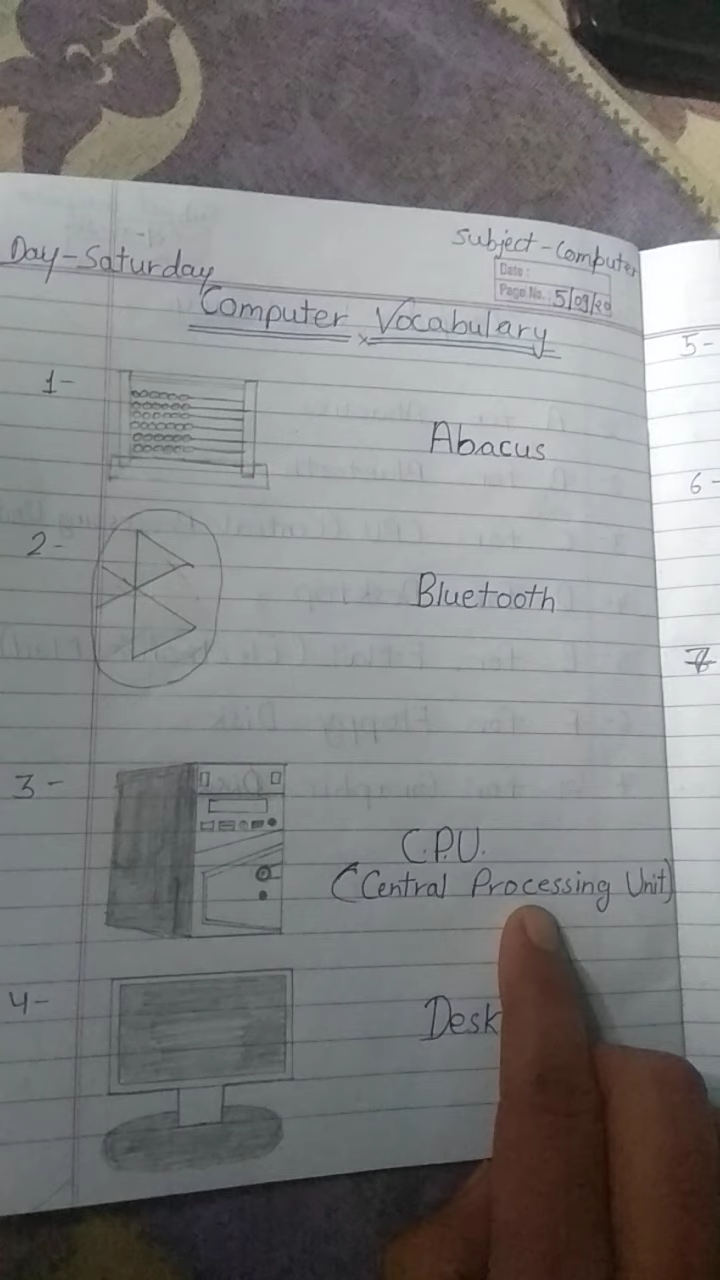 Day-Saturday
Subject-Computer
Date :
Page No. 5/09/20
Computer Vocabulary
1-
Abacus
2-
Bluetooth
3-
C.P.U.
(Central Processing Unit)
4-
Desk
5-
6-
7-